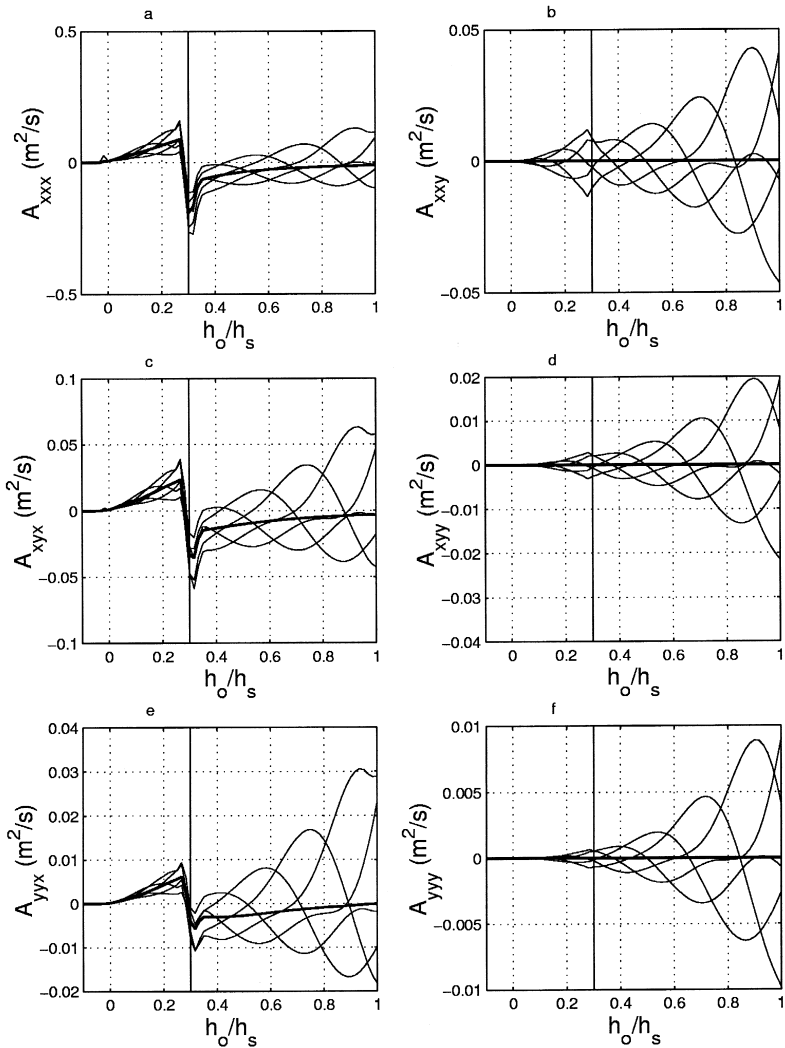 a
0.5
0
−0.5
A_xxx (m²/s)
0 0.2 0.4 0.6 0.8 1
h_o/h_s
b
0.05
0
−0.05
A_xxy (m²/s)
0 0.2 0.4 0.6 0.8 1
h_o/h_s
c
0.1
0.05
0
−0.05
−0.1
A_xyx (m²/s)
0 0.2 0.4 0.6 0.8 1
h_o/h_s
d
0.02
0.01
0
−0.01
−0.02
−0.03
−0.04
A_xyy (m²/s)
0 0.2 0.4 0.6 0.8 1
h_o/h_s
e
0.04
0.03
0.02
0.01
0
−0.01
−0.02
A_yyx (m²/s)
0 0.2 0.4 0.6 0.8 1
h_o/h_s
f
0.01
0.005
0
−0.005
−0.01
A_yyy (m²/s)
0 0.2 0.4 0.6 0.8 1
h_o/h_s